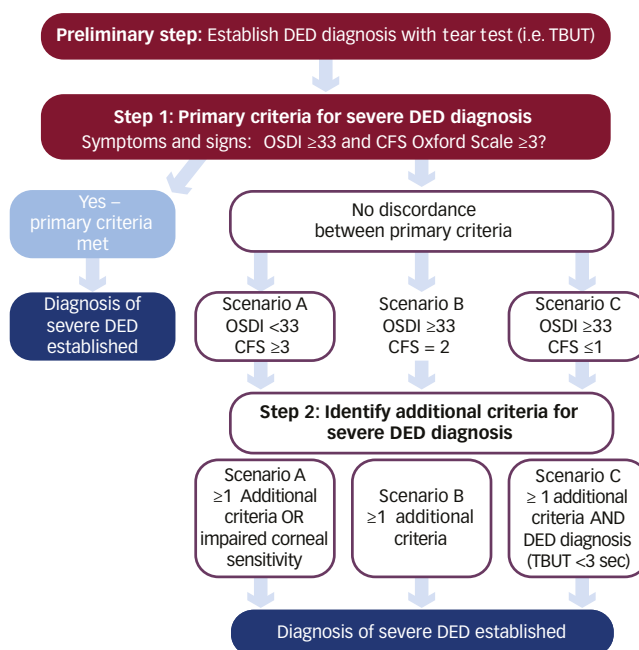 Preliminary step: Establish DED diagnosis with tear test (i.e. TBUT)
Step 1: Primary criteria for severe DED diagnosis
Symptoms and signs: OSDI ≥33 and CFS Oxford Scale ≥3?
Yes –
primary criteria
met
No discordance
between primary criteria
Diagnosis of
severe DED
established
Scenario A
OSDI <33
CFS ≥3
Scenario B
OSDI ≥33
CFS = 2
Scenario C
OSDI ≥33
CFS ≤1
Step 2: Identify additional criteria for
severe DED diagnosis
Scenario A
≥1 Additional
criteria OR
impaired corneal
sensitivity
Scenario B
≥1 additional
criteria
Scenario C
≥ 1 additional
criteria AND
DED diagnosis
(TBUT <3 sec)
Diagnosis of severe DED established